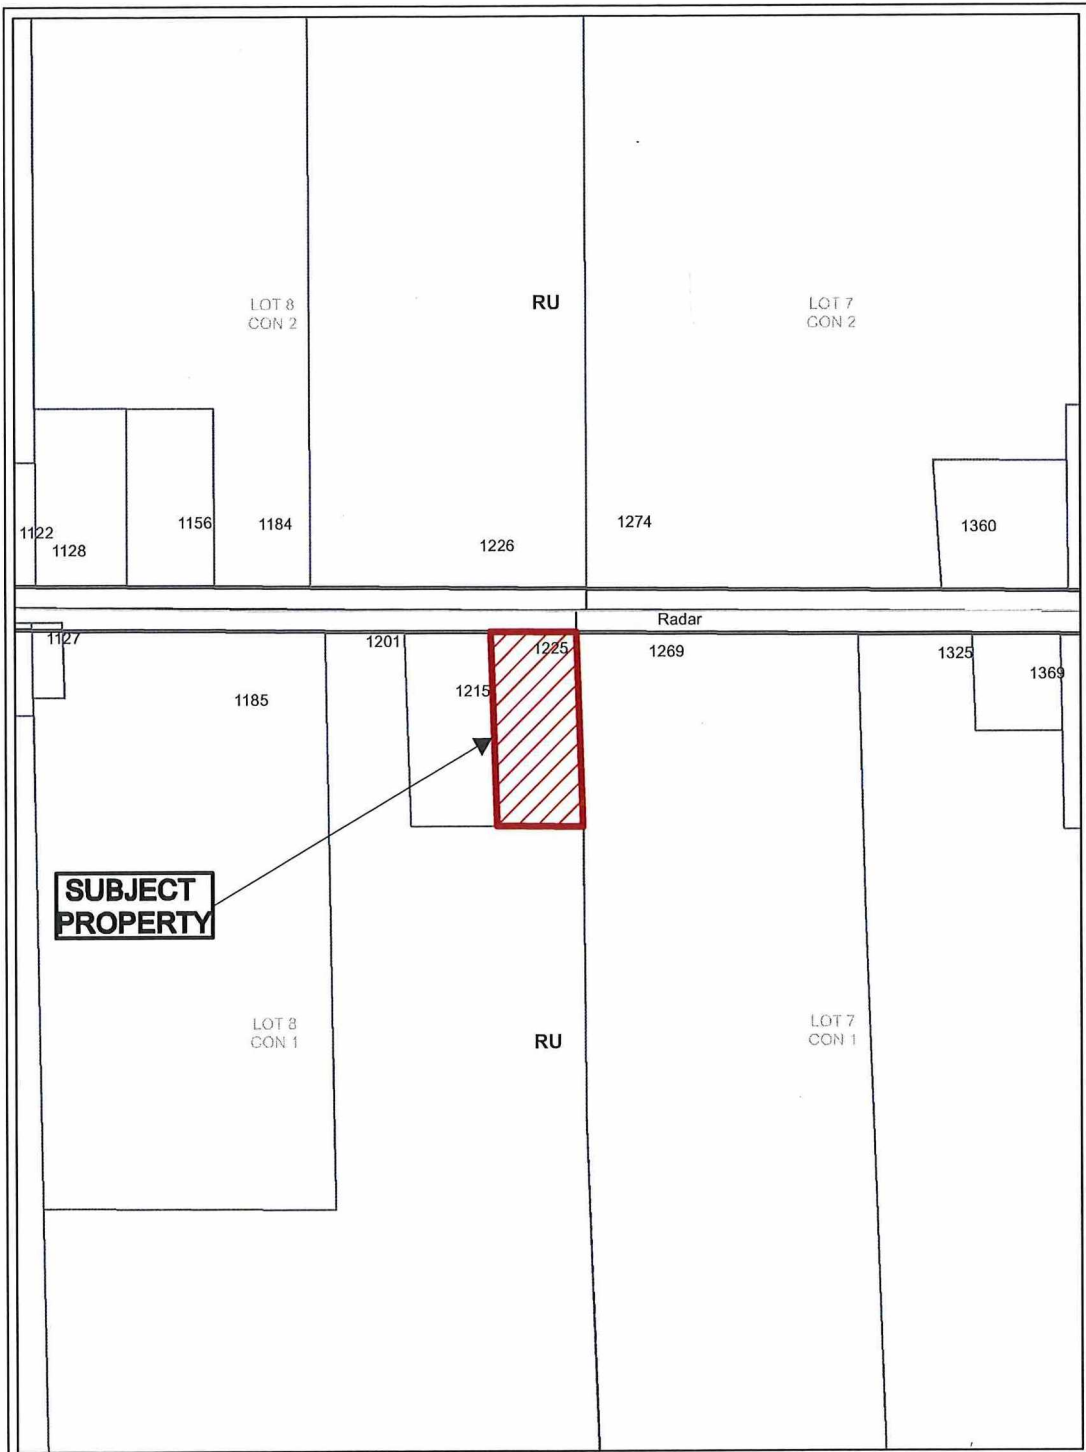 LOT 8
CON 2
RU
LOT 7
CON 2
1122
1128
1156
1184
1226
1274
1360
Radar
1127
1185
1201
1215
1225
1269
1325
1369
SUBJECT
PROPERTY
LOT 8
CON 1
RU
LOT 7
CON 1